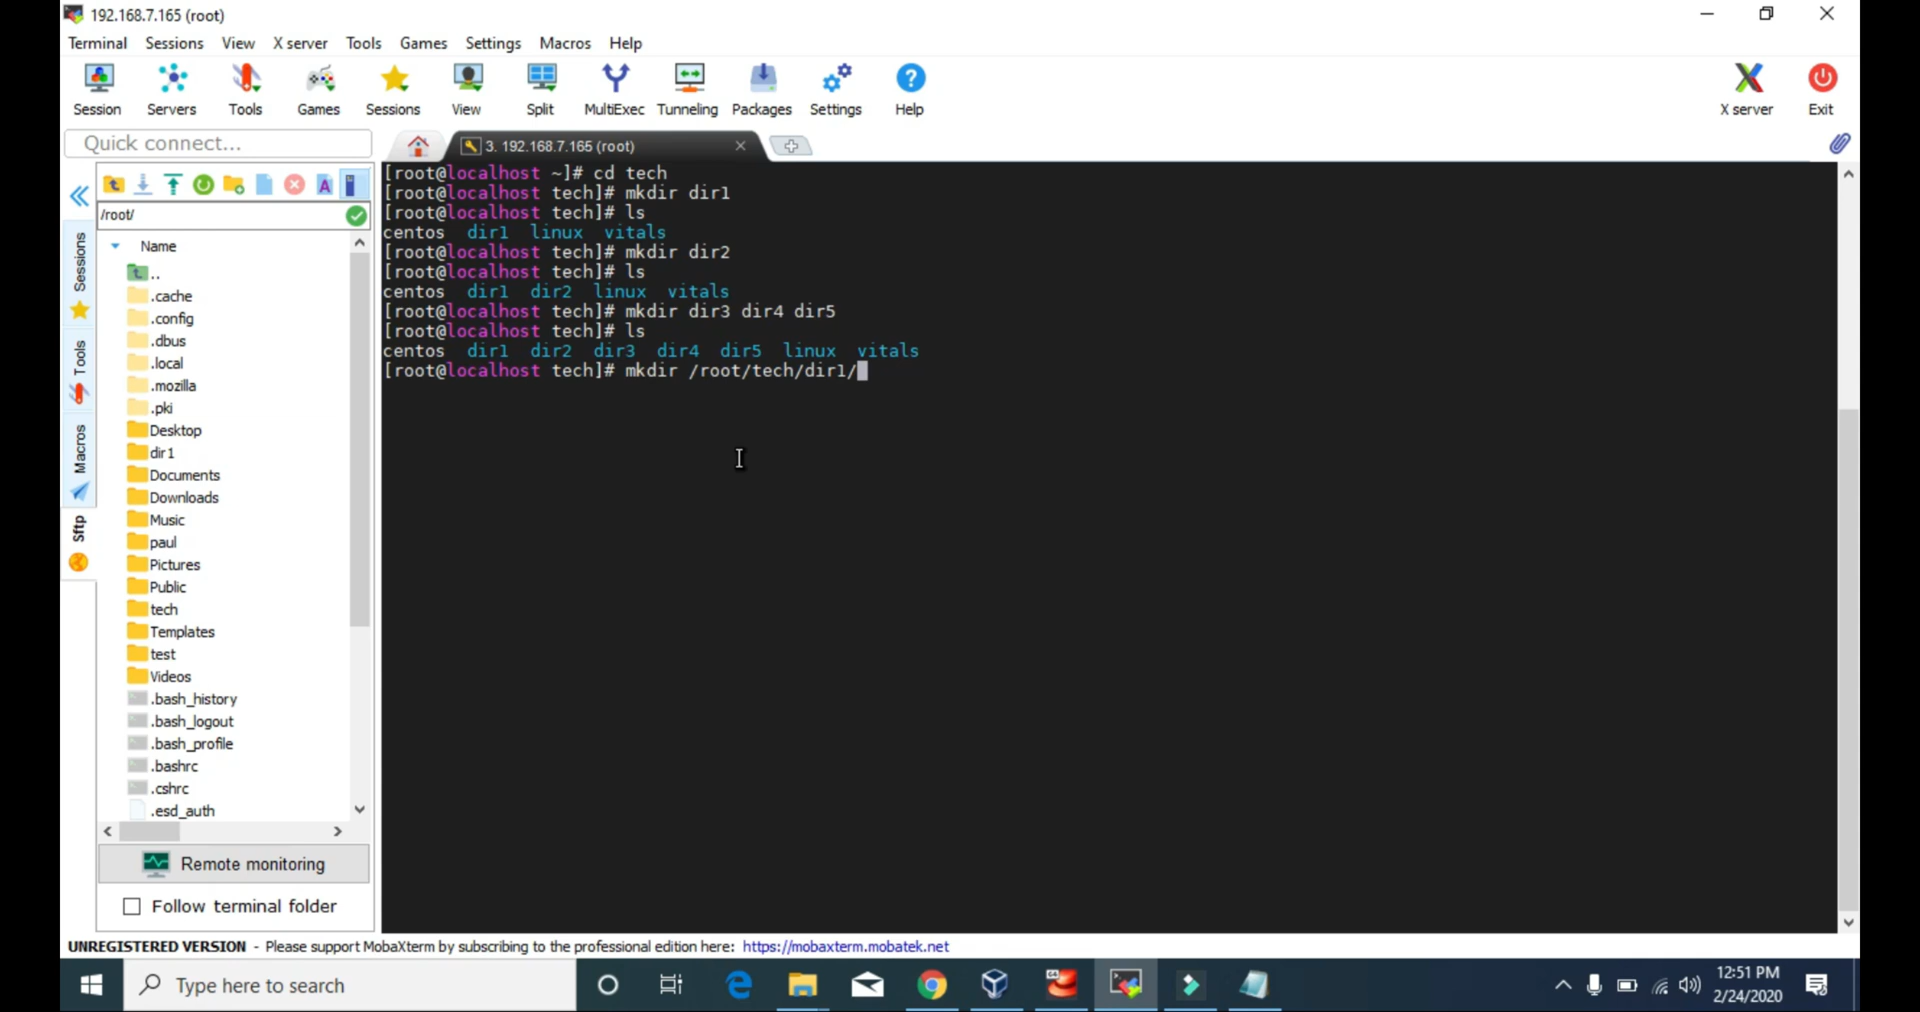 192.168.7.165 (root)
Terminal Sessions View X server Tools Games Settings Macros Help
Session Servers Tools Games Sessions View Split MultiExec Tunneling Packages Settings Help X server Exit
Quick connect...
3. 192.168.7.165 (root)
/root/
Name
..
.cache
.config
.dbus
.local
.mozilla
.pki
Desktop
dir1
Documents
Downloads
Music
paul
Pictures
Public
tech
Templates
test
Videos
.bash_history
.bash_logout
.bash_profile
.bashrc
.cshrc
.esd_auth
Sessions
Tools
Macros
Sftp
Remote monitoring
Follow terminal folder
[root@localhost ~]# cd tech
[root@localhost tech]# mkdir dir1
[root@localhost tech]# ls
centos dir1 linux vitals
[root@localhost tech]# mkdir dir2
[root@localhost tech]# ls
centos dir1 dir2 linux vitals
[root@localhost tech]# mkdir dir3 dir4 dir5
[root@localhost tech]# ls
centos dir1 dir2 dir3 dir4 dir5 linux vitals
[root@localhost tech]# mkdir /root/tech/dir1/
UNREGISTERED VERSION - Please support MobaXterm by subscribing to the professional edition here: https://mobaxterm.mobatek.net
Type here to search
12:51 PM
2/24/2020